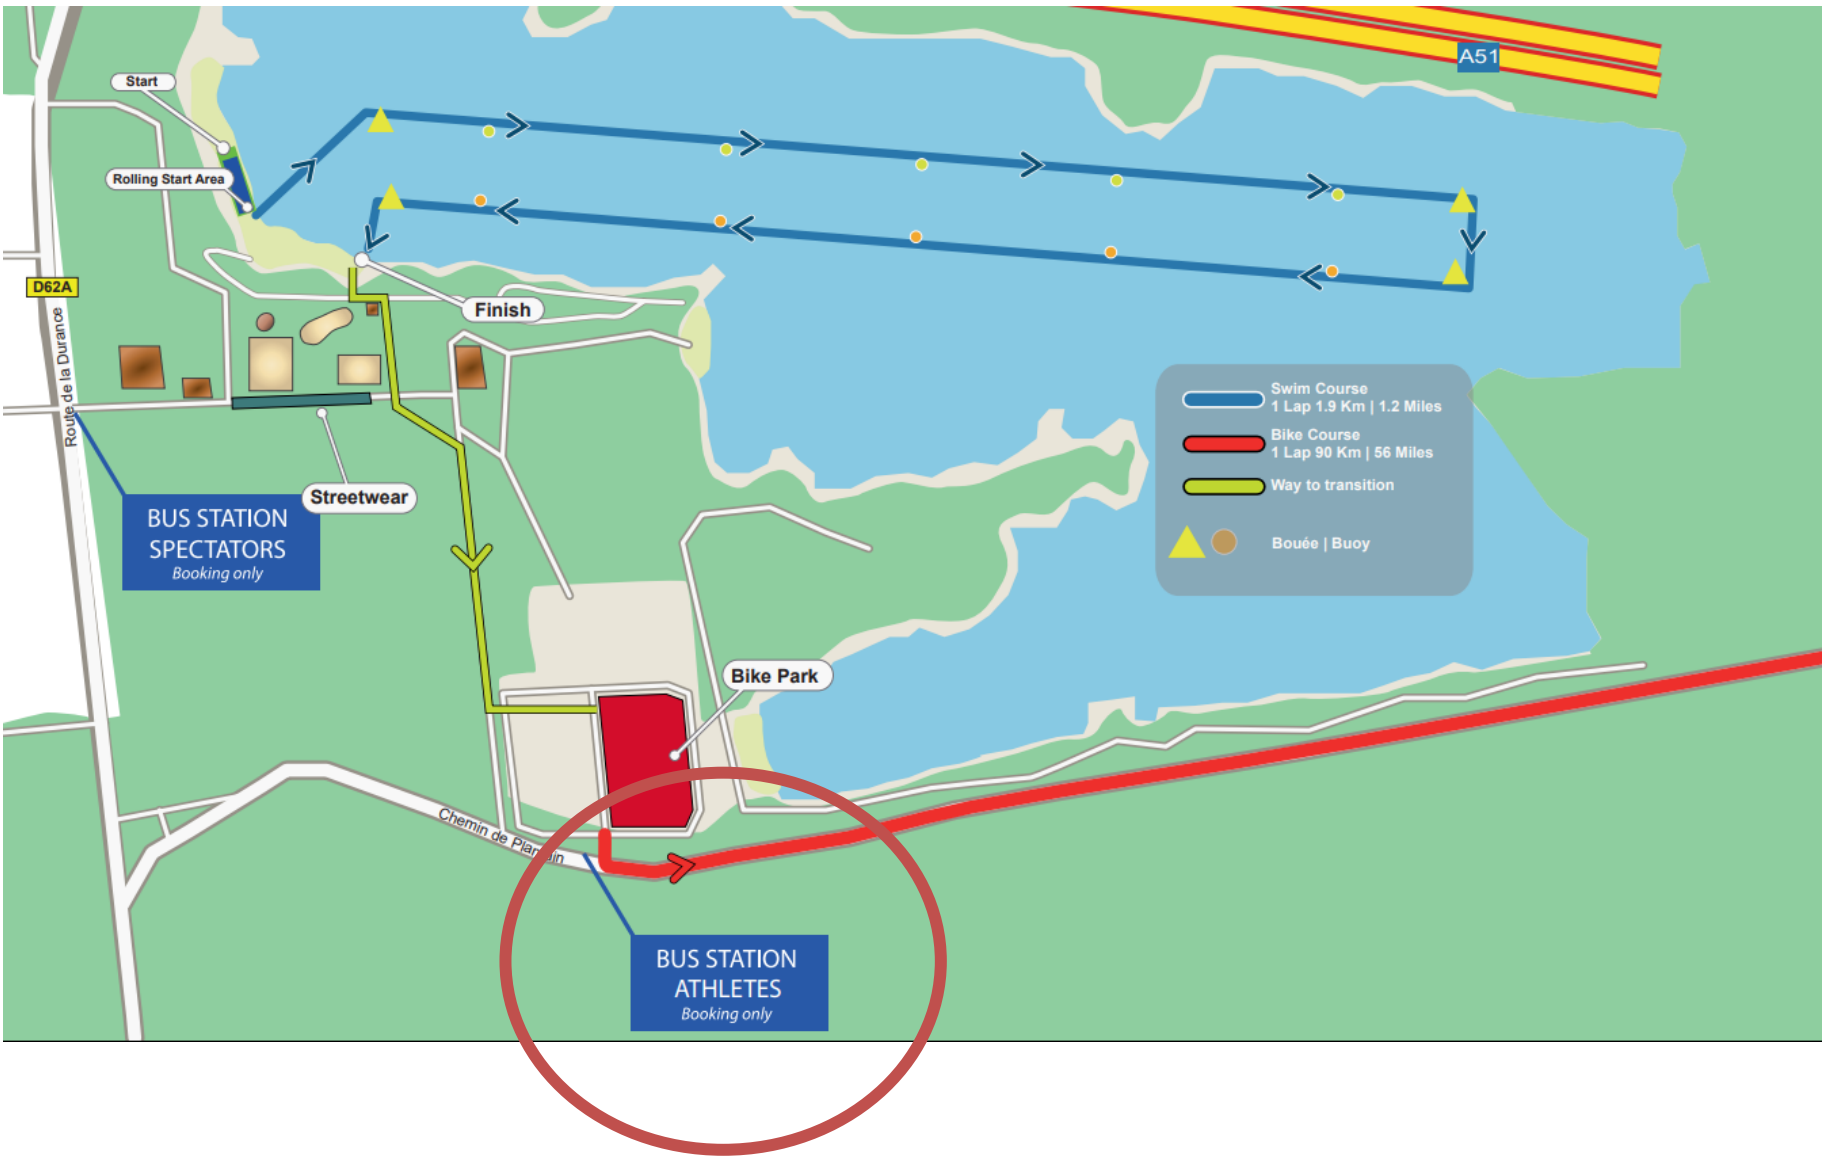 A51
Start
Rolling Start Area
D62A
Route de la Durance
Finish
Swim Course
1 Lap 1.9 Km | 1.2 Miles
Bike Course
1 Lap 90 Km | 56 Miles
Way to transition
Bouée | Buoy
Streetwear
BUS STATION
SPECTATORS
Booking only
Bike Park
Chemin de
BUS STATION
ATHLETES
Booking only